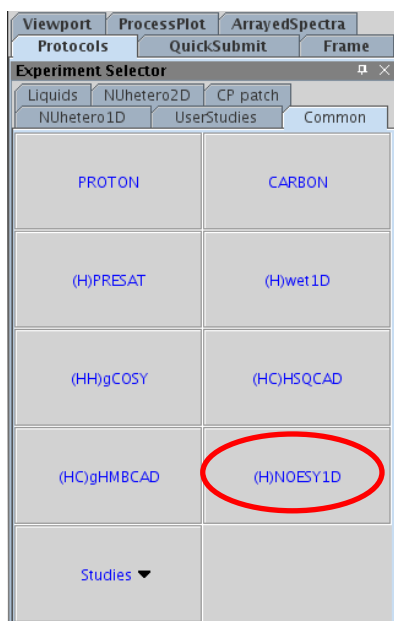 Viewport ProcessPlot ArrayedSpectra
Protocols QuickSubmit Frame
Experiment Selector
Liquids NUhetero2D CP patch
NUhetero1D UserStudies Common
PROTON CARBON
(H)PRESAT (H)wet1D
(HH)gCOSY (HC)HSQCAD
(HC)gHMBCAD (H)NOESY1D
Studies